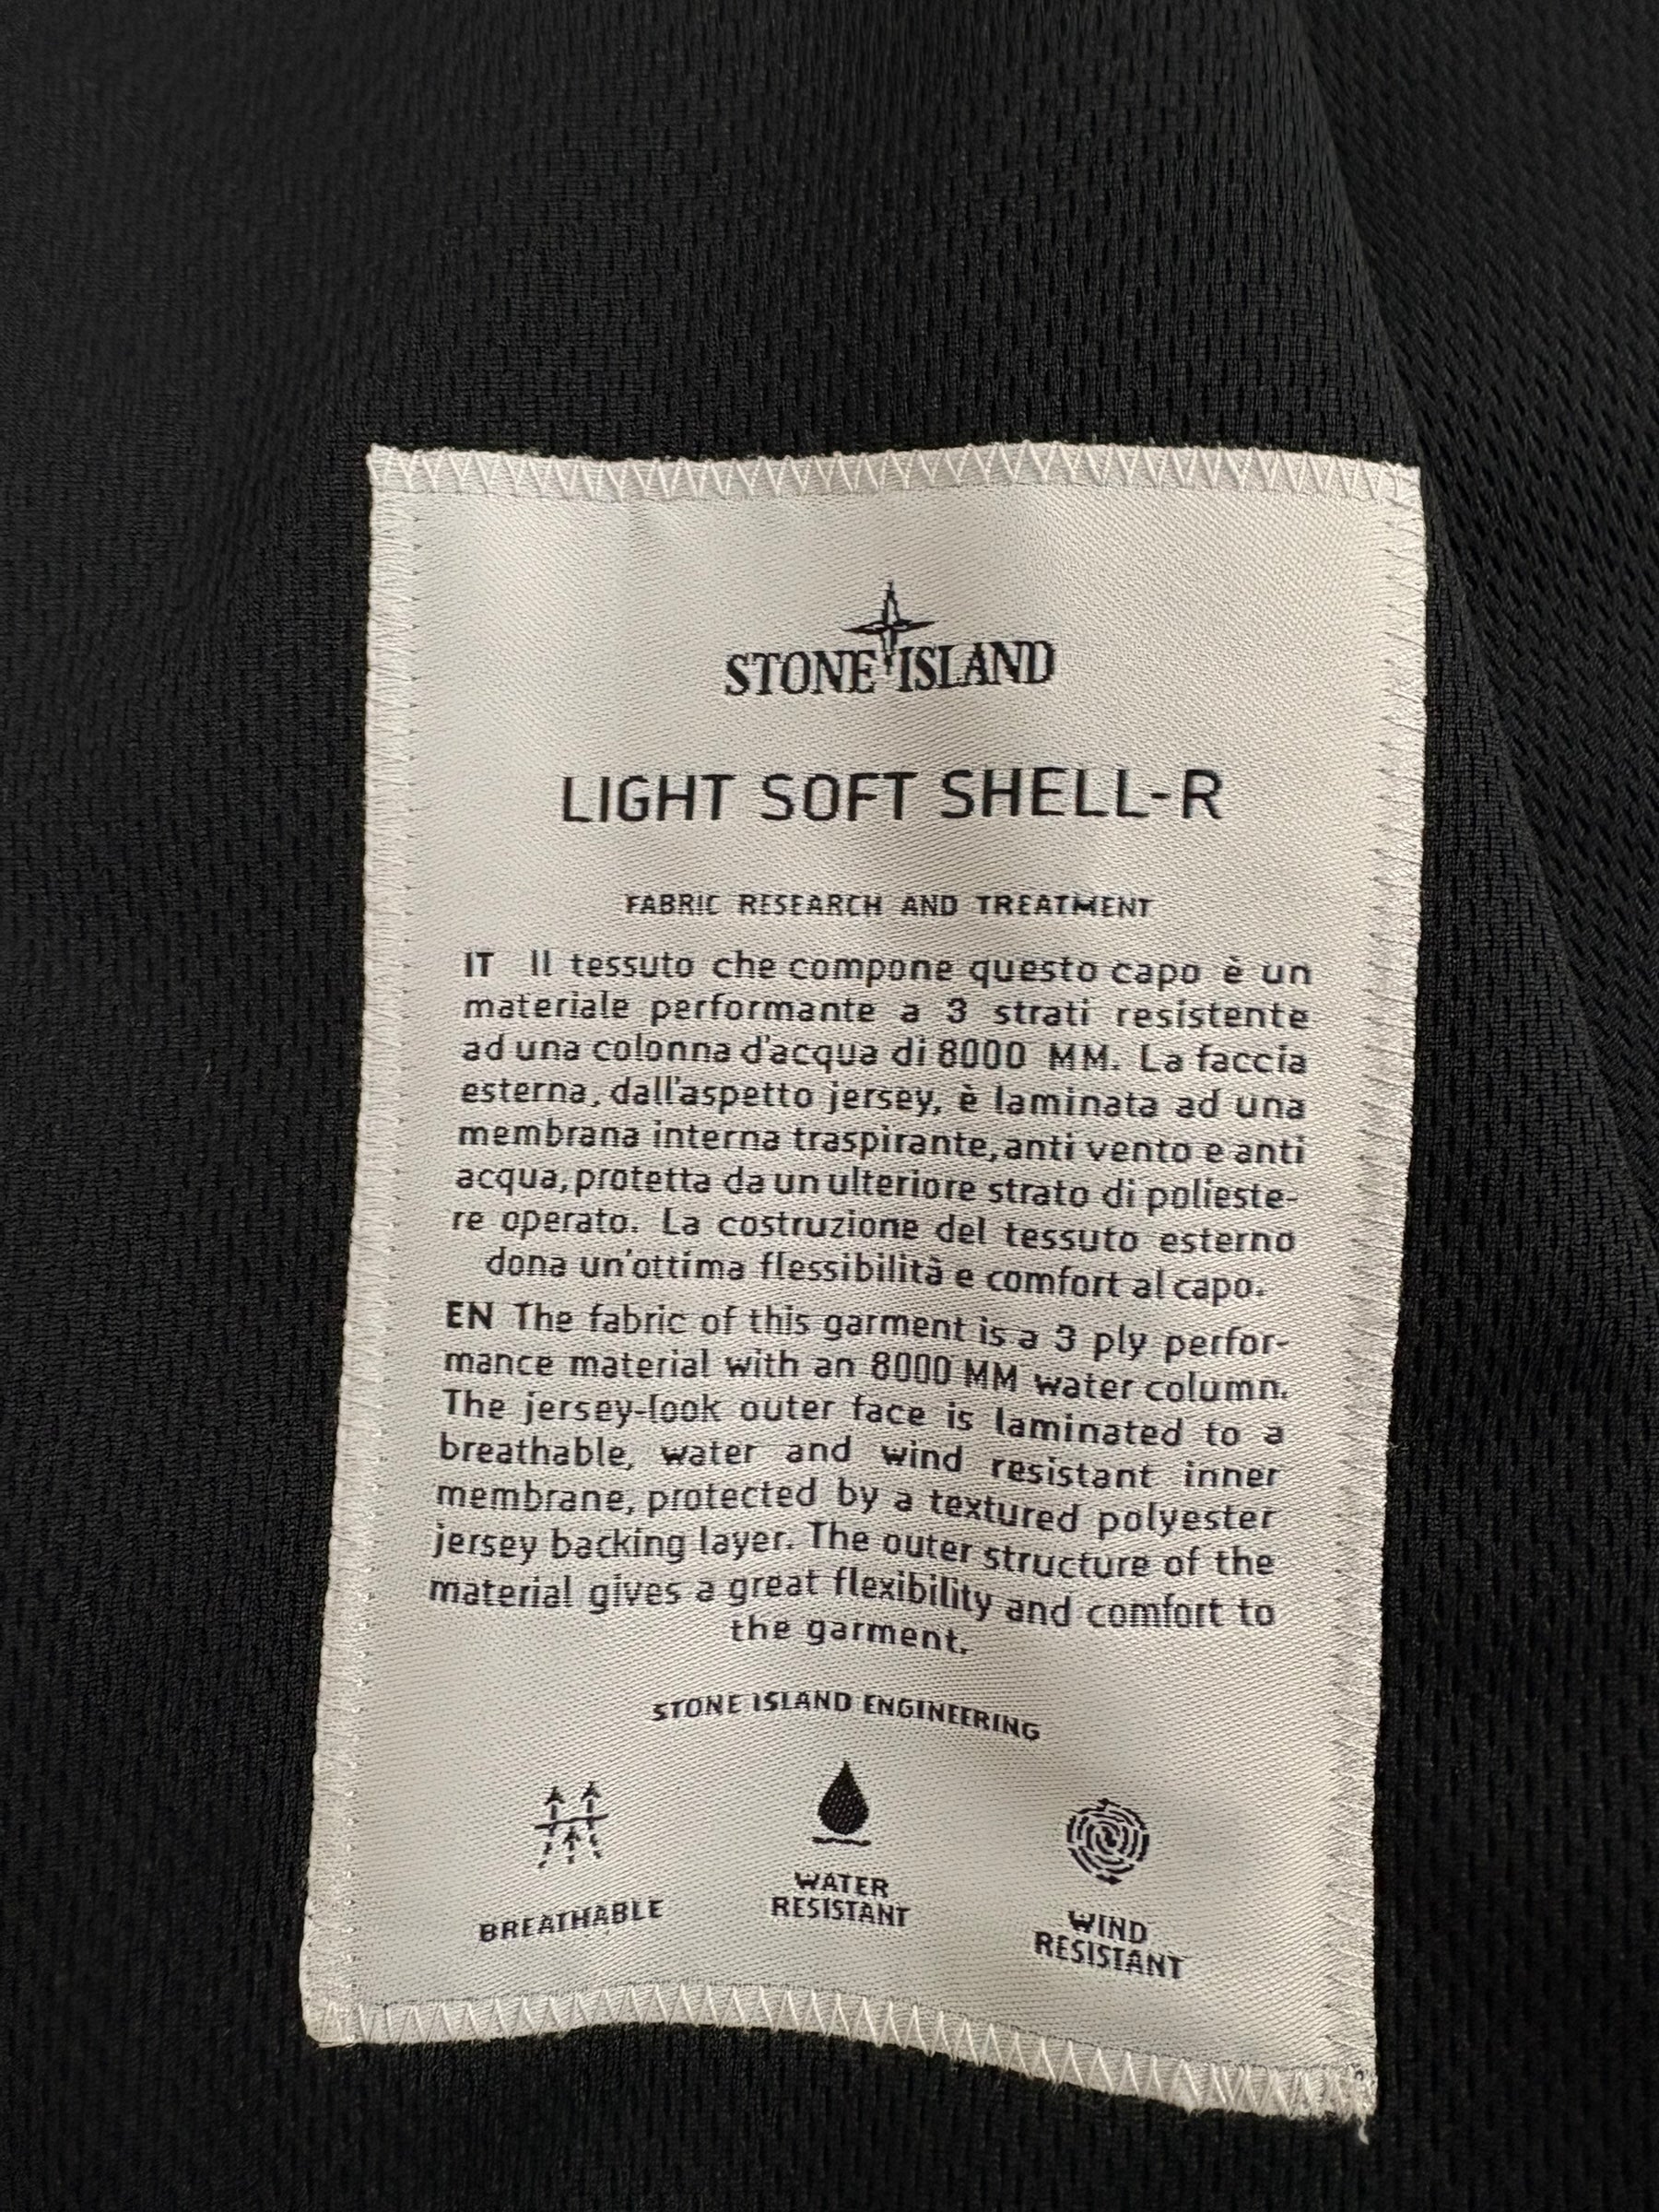 STONE ISLAND
LIGHT SOFT SHELL-R
FABRIC RESEARCH AND TREATMENT
IT Il tessuto che compone questo capo è un
materiale performante a 3 strati resistente
ad una colonna d'acqua di 8000 MM. La faccia
esterna, dall'aspetto jersey, è laminata ad una
membrana interna traspirante, anti vento e anti
acqua, protetta da un ulteriore strato di polieste-
re operato. La costruzione del tessuto esterno
dona un'ottima flessibilità e comfort al capo.
EN The fabric of this garment is a 3 ply perfor-
mance material with an 8000 MM water column.
The jersey-look outer face is laminated to a
breathable, water and wind resistant inner
membrane, protected by a textured polyester
jersey backing layer. The outer structure of the
material gives a great flexibility and comfort to
the garment.
STONE ISLAND ENGINEERING
BREATHABLE
WATER
RESISTANT
WIND
RESISTANT